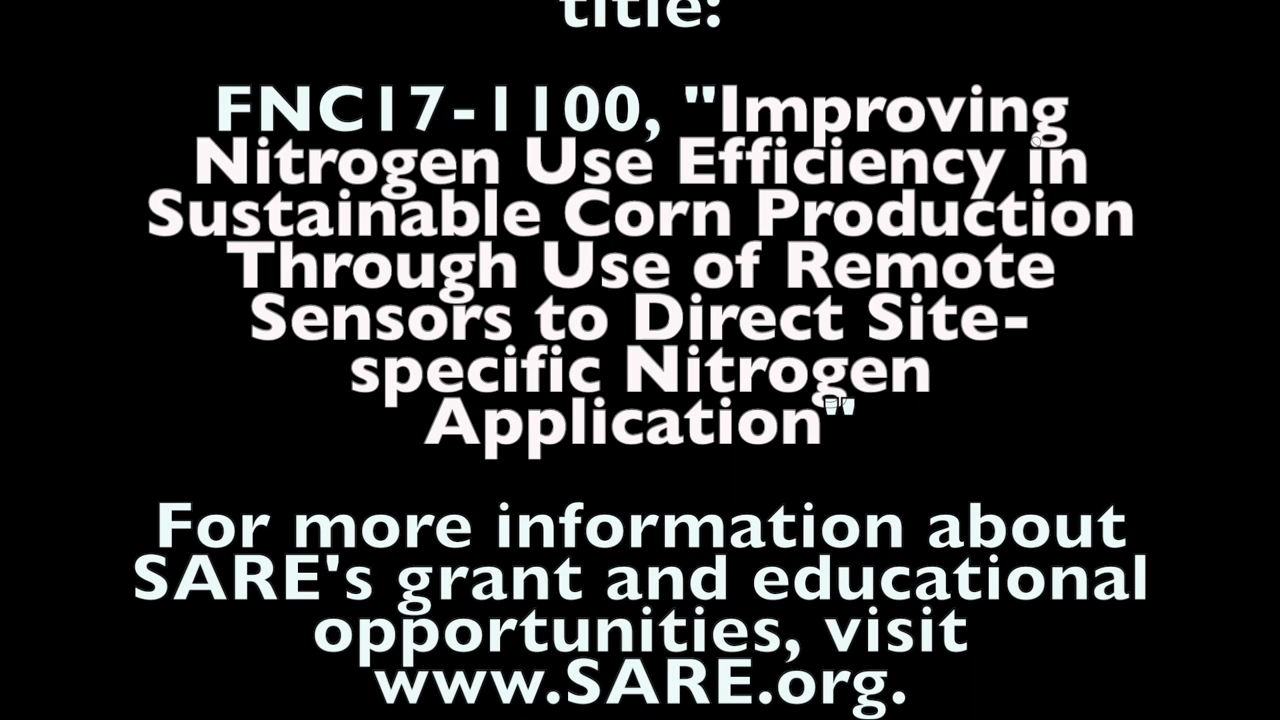 title:
FNC17-1100, "Improving
Nitrogen Use Efficiency in
Sustainable Corn Production
Through Use of Remote
Sensors to Direct Site-
specific Nitrogen
Application"
For more information about
SARE's grant and educational
opportunities, visit
www.SARE.org.